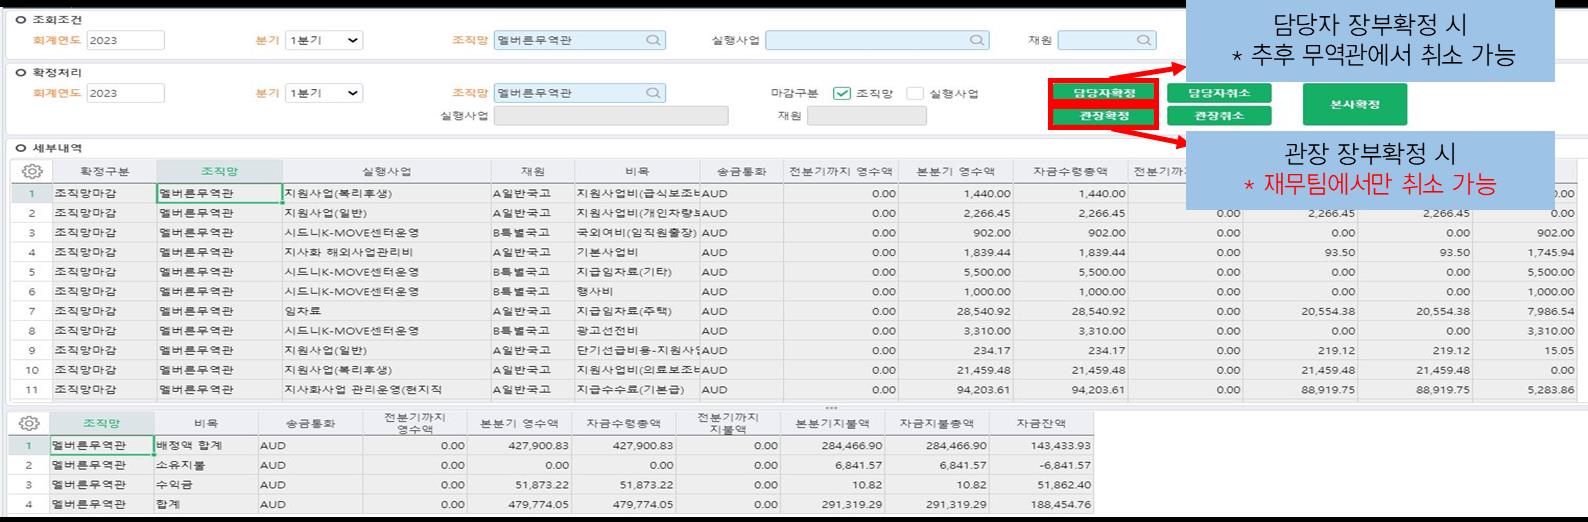 조회조건
회계연도 2023 분기 1분기 조직망 멜버른무역관 실행사업 재원
담당자 장부확정 시
* 추후 무역관에서 취소 가능
확정처리
회계연도 2023 분기 1분기 조직망 멜버른무역관 마감구분 조직망 실행사업 담당자확정 담당자취소 본사확정
실행사업 재원 관장확정 관장취소
관장 장부확정 시
* 재무팀에서만 취소 가능
세부내역
확정구분 조직망 실행사업 재원 비목 송금통화 전분기까지 영수액 본분기 영수액 자금수령총액
1 조직망마감 멜버른무역관 지원사업(복리후생) A일반국고 지원사업비(급식보조비 AUD 0.00 1,440.00 1,440.00
2 조직망마감 멜버른무역관 지원사업(일반) A일반국고 지원사업비(개인차량보 AUD 0.00 2,266.45 2,266.45 0.00 2,266.45 2,266.45 0.00
3 조직망마감 멜버른무역관 시드니K-MOVE센터운영 B특별국고 국외여비(임직원출장) AUD 0.00 902.00 902.00 0.00 0.00 0.00 902.00
4 조직망마감 멜버른무역관 지사화 해외사업관리비 A일반국고 기본사업비 AUD 0.00 1,839.44 1,839.44 0.00 93.50 93.50 1,745.94
5 조직망마감 멜버른무역관 시드니K-MOVE센터운영 B특별국고 지급임차료(기타) AUD 0.00 5,500.00 5,500.00 0.00 0.00 0.00 5,500.00
6 조직망마감 멜버른무역관 시드니K-MOVE센터운영 B특별국고 행사비 AUD 0.00 1,000.00 1,000.00 0.00 0.00 0.00 1,000.00
7 조직망마감 멜버른무역관 임차료 A일반국고 지급임차료(주택) AUD 0.00 28,540.92 28,540.92 0.00 20,554.38 20,554.38 7,986.54
8 조직망마감 멜버른무역관 시드니K-MOVE센터운영 B특별국고 광고선전비 AUD 0.00 3,310.00 3,310.00 0.00 0.00 0.00 3,310.00
9 조직망마감 멜버른무역관 지원사업(일반) A일반국고 단기선급비용-지원사업 AUD 0.00 234.17 234.17 0.00 219.12 219.12 15.05
10 조직망마감 멜버른무역관 지원사업(복리후생) A일반국고 지원사업비(의료보조비 AUD 0.00 21,459.48 21,459.48 0.00 21,459.48 21,459.48 0.00
11 조직망마감 멜버른무역관 지사화사업 관리운영(현지직 A일반국고 지급수수료(기본급) AUD 0.00 94,203.61 94,203.61 0.00 88,919.75 88,919.75 5,283.86
조직망 비목 송금통화 전분기까지 영수액 본분기 영수액 자금수령총액 전분기까지 지불액 본분기지불액 자금지불총액 자금잔액
1 멜버른무역관 배정액 합계 AUD 0.00 427,900.83 427,900.83 0.00 284,466.90 284,466.90 143,433.93
2 멜버른무역관 소유지불 AUD 0.00 0.00 0.00 0.00 6,841.57 6,841.57 -6,841.57
3 멜버른무역관 수익금 AUD 0.00 51,873.22 51,873.22 0.00 10.82 10.82 51,862.40
4 멜버른무역관 합계 AUD 0.00 479,774.05 479,774.05 0.00 291,319.29 291,319.29 188,454.76